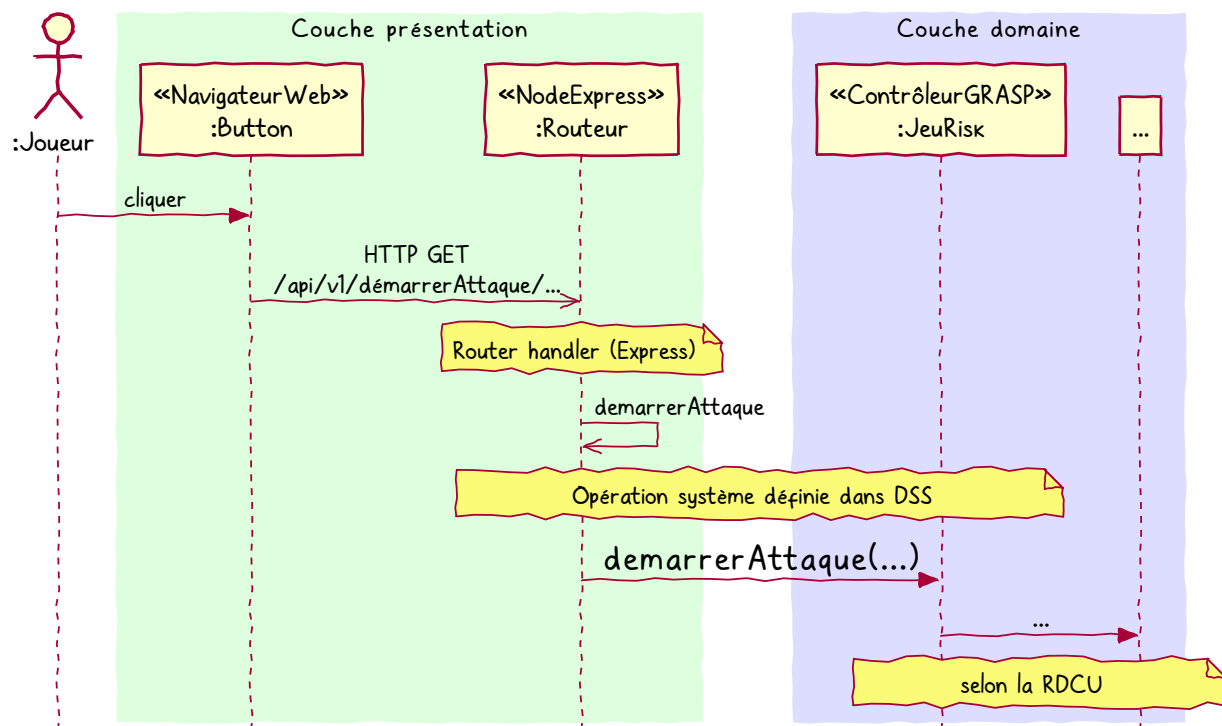 Couche présentation
Couche domaine
:Joueur
«NavigateurWeb»
:Button
«NodeExpress»
:Routeur
«ContrôleurGRASP»
:JeuRisk
...
cliquer
HTTP GET
/api/v1/démarrerAttaque/...
Router handler (Express)
demarrerAttaque
Opération système définie dans DSS
demarrerAttaque(...)
...
selon la RDCU